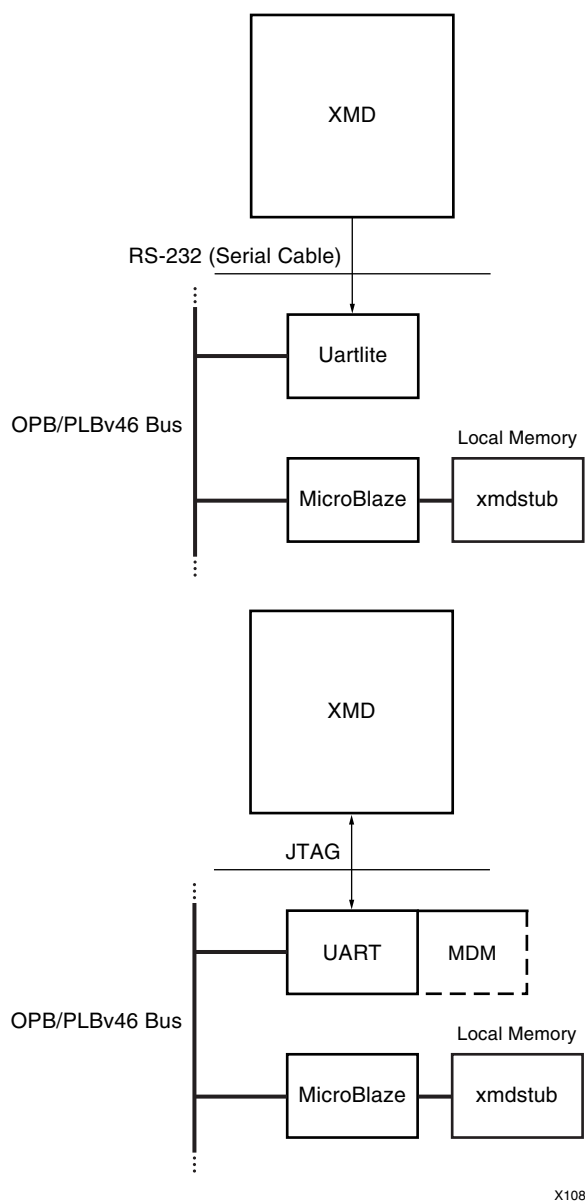 XMD
RS-232 (Serial Cable)
Uartlite
OPB/PLBv46 Bus
Local Memory
MicroBlaze
xmdstub
XMD
JTAG
UART
MDM
OPB/PLBv46 Bus
Local Memory
MicroBlaze
xmdstub
X108